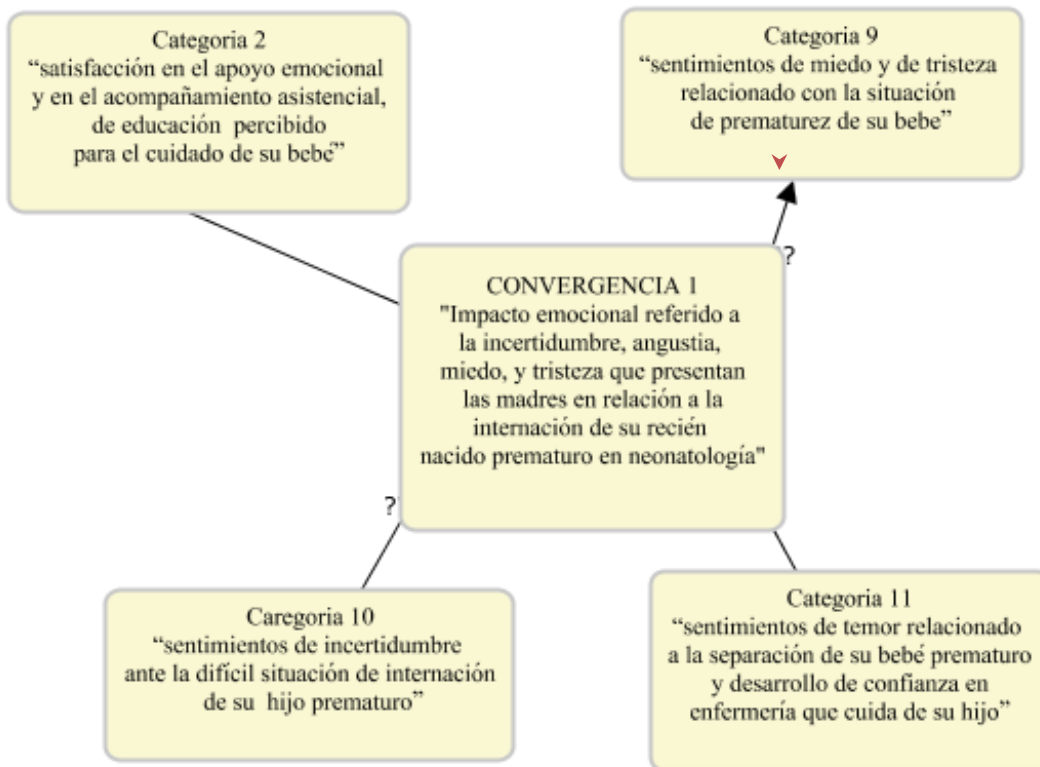 Categoria 2
“satisfacción en el apoyo emocional
y en el acompañamiento asistencial,
de educación percibido
para el cuidado de su bebé”
Categoria 9
“sentimientos de miedo y de tristeza
relacionado con la situación
de prematurez de su bebe”
?
CONVERGENCIA 1
"Impacto emocional referido a
la incertidumbre, angustia,
miedo, y tristeza que presentan
las madres en relación a la
internación de su recién
nacido prematuro en neonatología"
?
Caregoria 10
“sentimientos de incertidumbre
ante la difícil situación de internación
de su hijo prematuro”
Categoria 11
“sentimientos de temor relacionado
a la separación de su bebé prematuro
y desarrollo de confianza en
enfermería que cuida de su hijo”